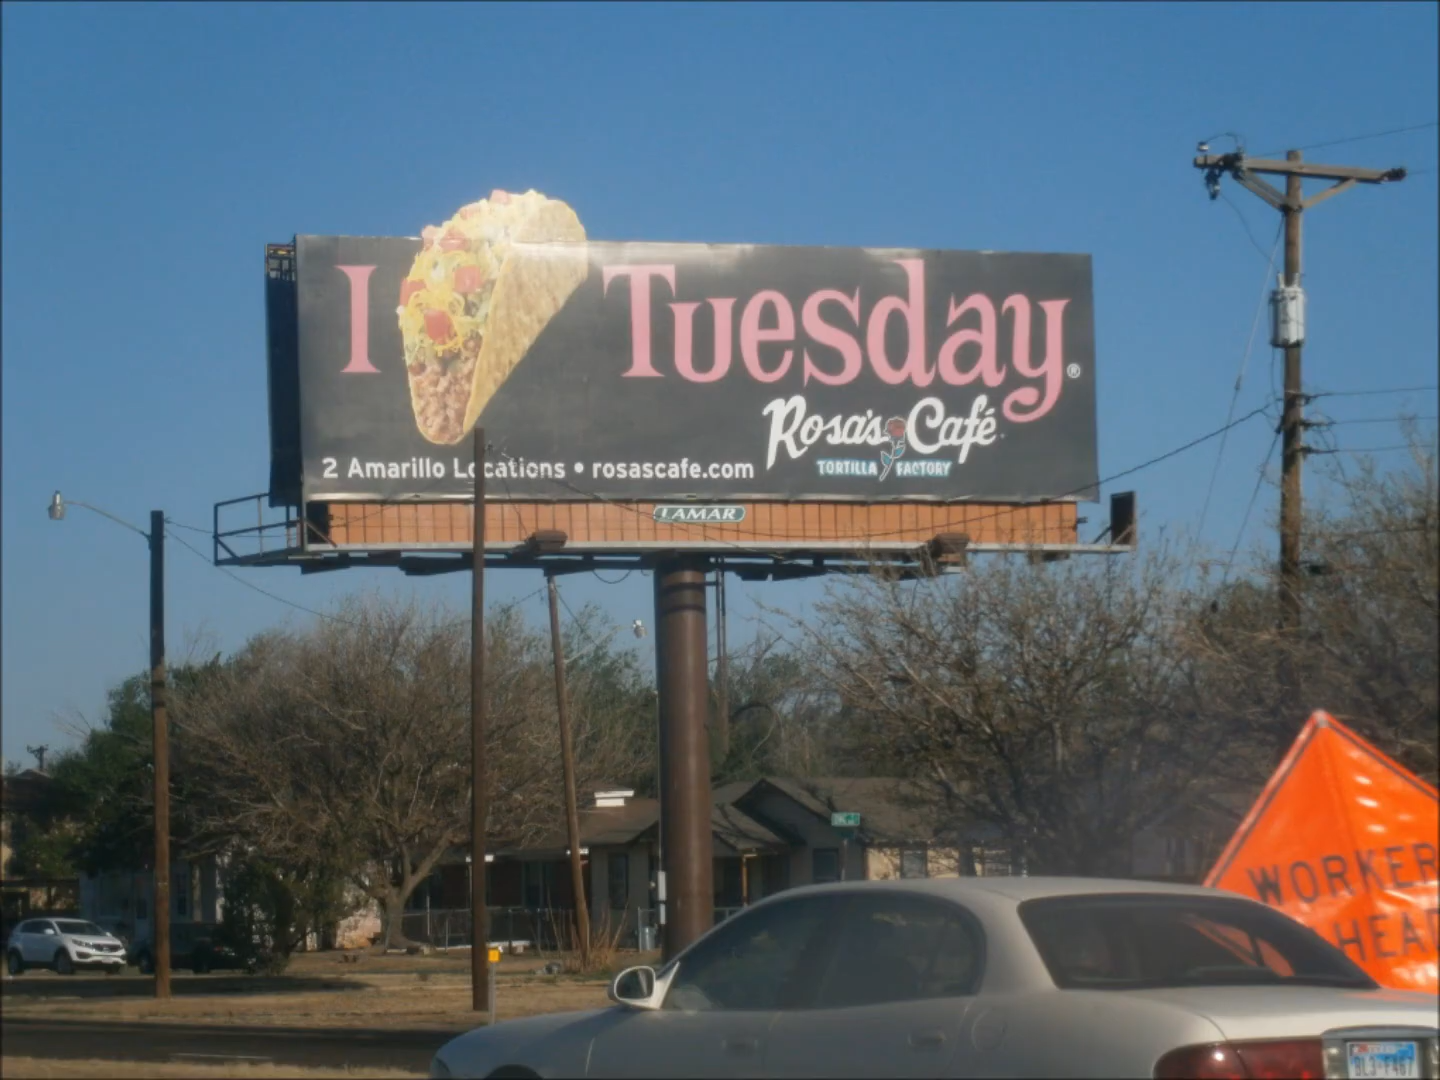 I Tuesday®
Rosa's Café
TORTILLA FACTORY
2 Amarillo Locations • rosascafe.com
LAMAR
WORKER
AHEAD